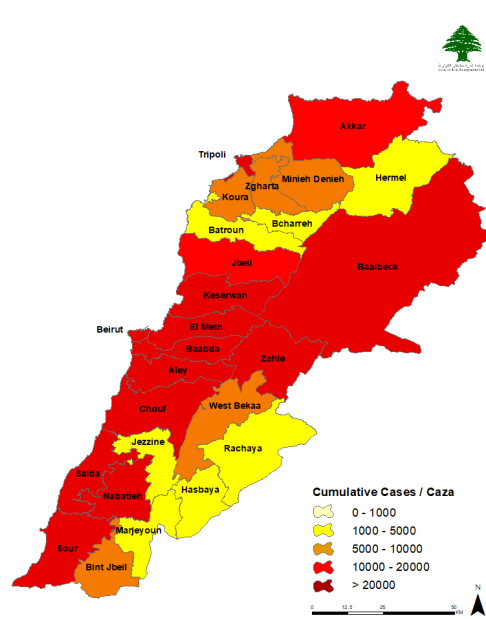 Akkar
Tripoli
Minieh Denieh
Hermel
Zgharta
Koura
Bcharreh
Batroun
Jbeil
Baalbeck
Keserwan
El Metn
Beirut
Baabda
Zahle
Aley
Chouf
West Bekaa
Jezzine
Rachaya
Saida
Hasbaya
Nabatieh
Marjeyoun
Sour
Bint Jbeil
Cumulative Cases / Caza
0 - 1000
1000 - 5000
5000 - 10000
10000 - 20000
> 20000
N
0 12.5 25 50
KM